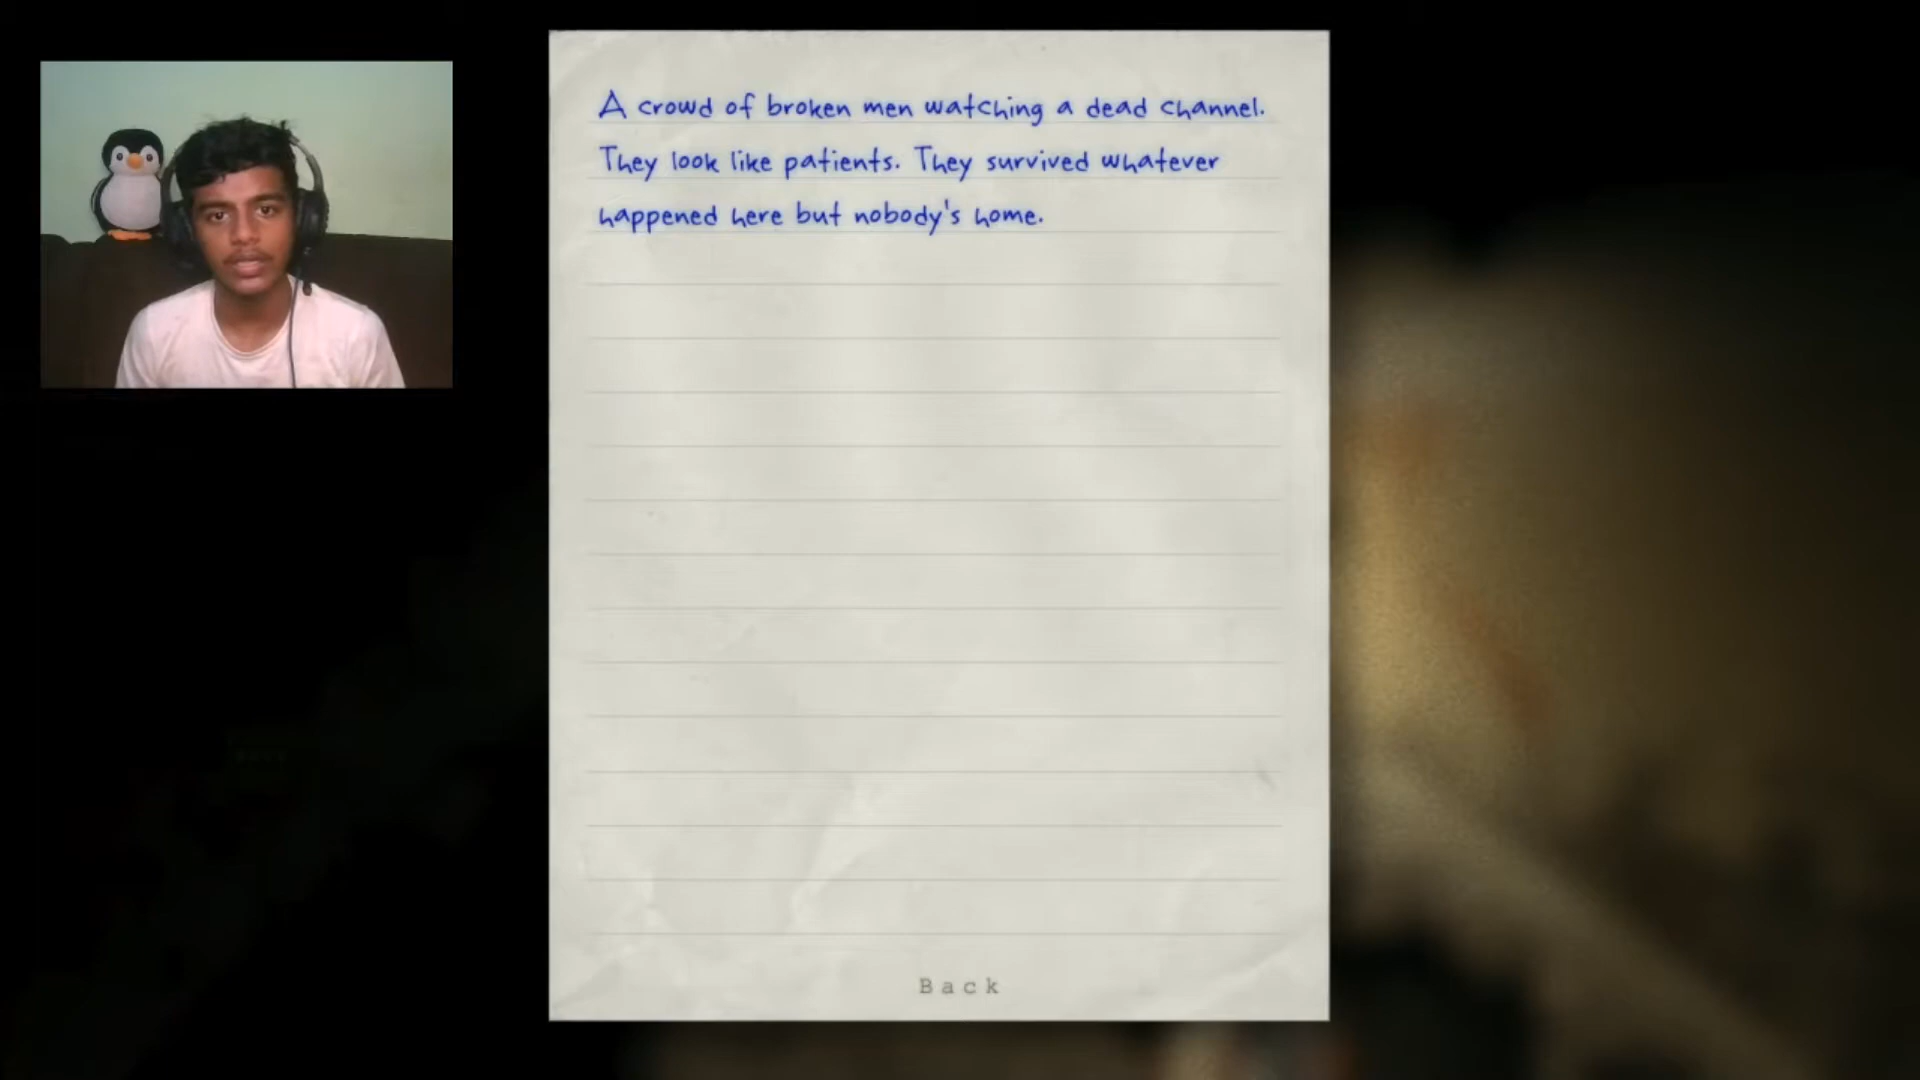 A crowd of broken men watching a dead channel.
They look like patients. They survived whatever
happened here but nobody's home.
Back